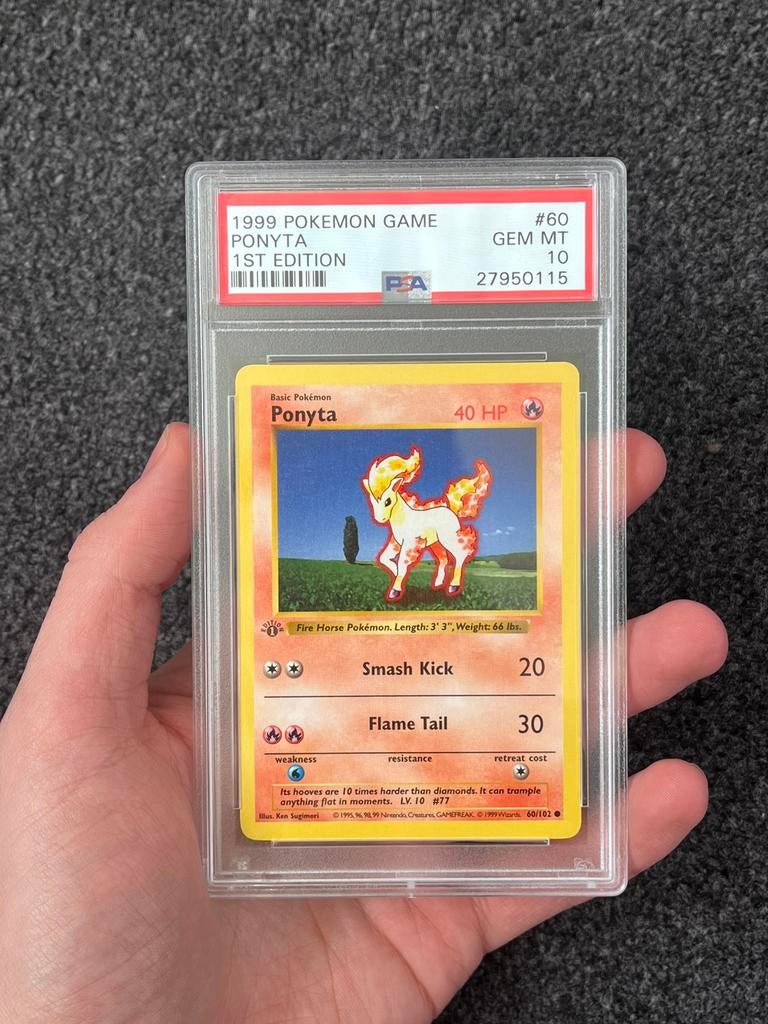 1999 POKEMON GAME #60
PONYTA GEM MT
1ST EDITION 10
PSA 27950115
Basic Pokémon
Ponyta 40 HP
EDITION
1
Fire Horse Pokémon. Length: 3' 3", Weight: 66 lbs.
Smash Kick 20
Flame Tail 30
weakness resistance retreat cost
Its hooves are 10 times harder than diamonds. It can trample
anything flat in moments. LV. 10 #77
Illus. Ken Sugimori ©1995, 96, 98, 99 Nintendo, Creatures, GAMEFREAK. ©1999 Wizards. 60/102